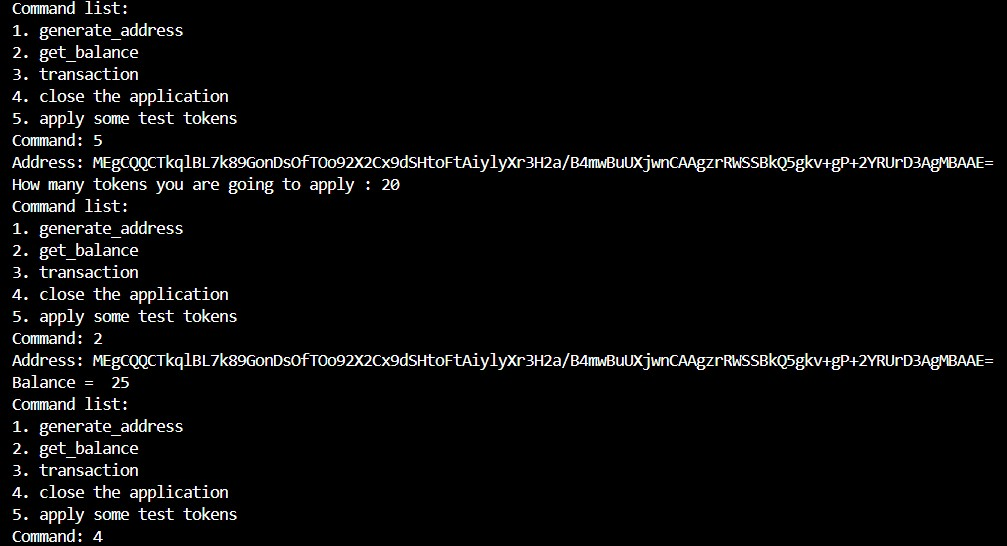 Command list:
1. generate_address
2. get_balance
3. transaction
4. close the application
5. apply some test tokens
Command: 5
Address: MEgCQQCTkqlBL7k89GonDsOfTOo92X2Cx9dSHtoFtAiylyXr3H2a/B4mwBuUXjwnCAAgzrRWSSBkQ5gkv+gP+2YRUrD3AgMBAAE=
How many tokens you are going to apply : 20
Command list:
1. generate_address
2. get_balance
3. transaction
4. close the application
5. apply some test tokens
Command: 2
Address: MEgCQQCTkqlBL7k89GonDsOfTOo92X2Cx9dSHtoFtAiylyXr3H2a/B4mwBuUXjwnCAAgzrRWSSBkQ5gkv+gP+2YRUrD3AgMBAAE=
Balance =  25
Command list:
1. generate_address
2. get_balance
3. transaction
4. close the application
5. apply some test tokens
Command: 4